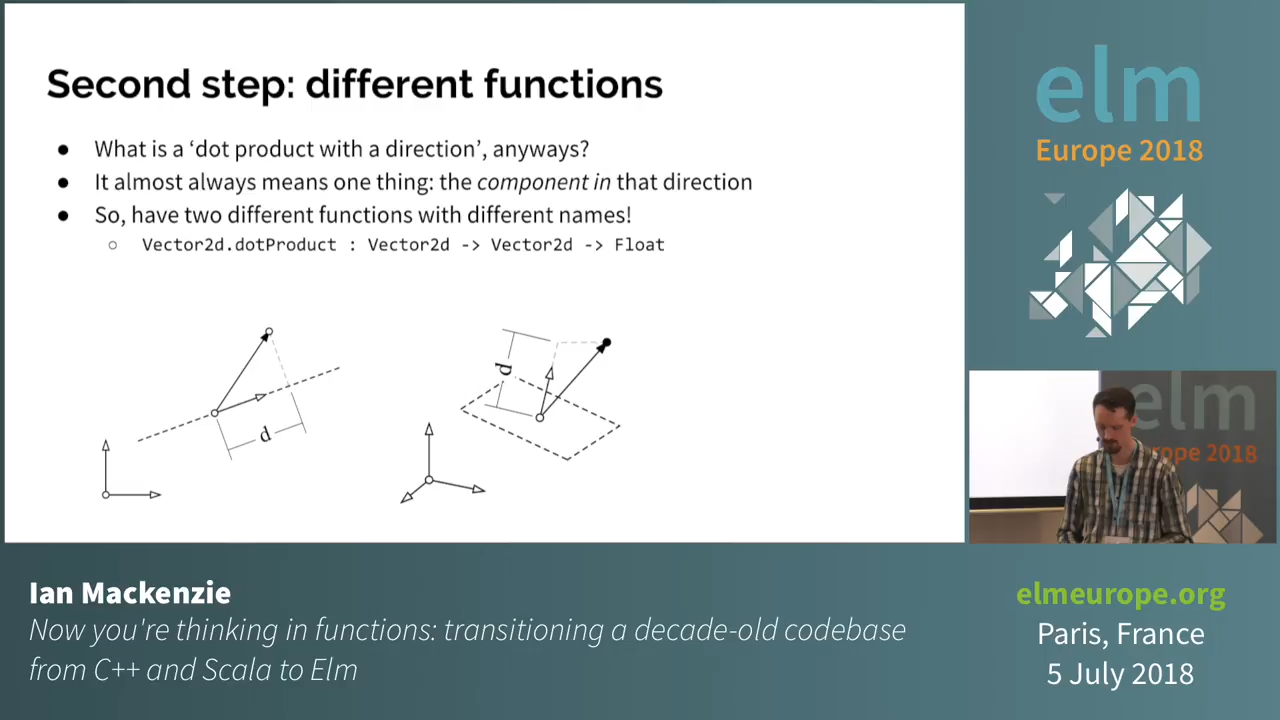 Second step: different functions
● What is a ‘dot product with a direction’, anyways?
● It almost always means one thing: the component in that direction
● So, have two different functions with different names!
○ Vector2d.dotProduct : Vector2d -> Vector2d -> Float
d
d
elm
Europe 2018
elm
rope 2018
Ian Mackenzie
Now you're thinking in functions: transitioning a decade-old codebase
from C++ and Scala to Elm
elmeurope.org
Paris, France
5 July 2018